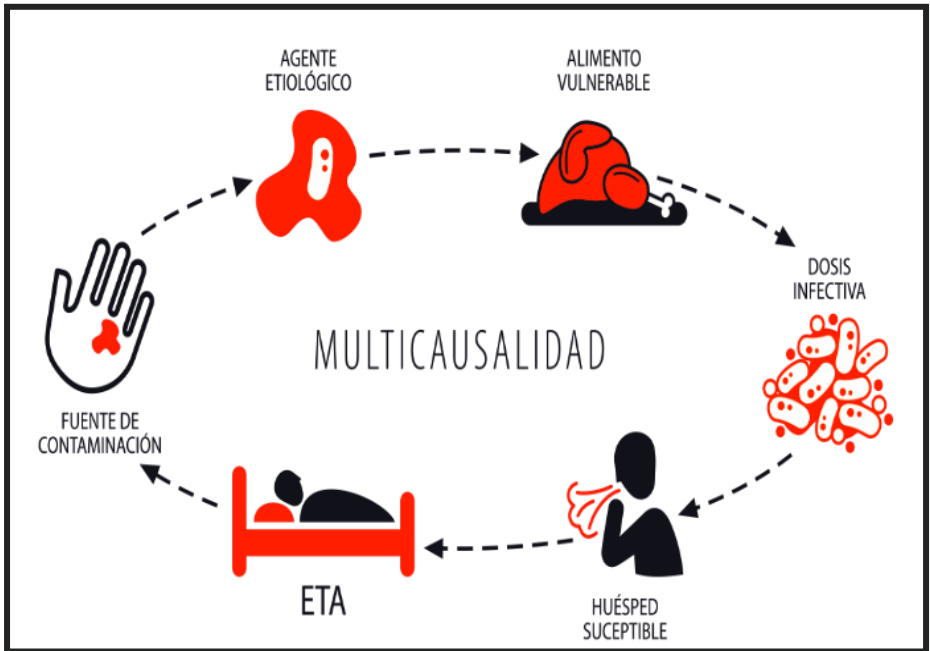 AGENTE
ETIOLÓGICO
ALIMENTO
VULNERABLE
DOSIS
INFECTIVA
MULTICAUSALIDAD
FUENTE DE
CONTAMINACIÓN
ETA
HUÉSPED
SUCEPTIBLE